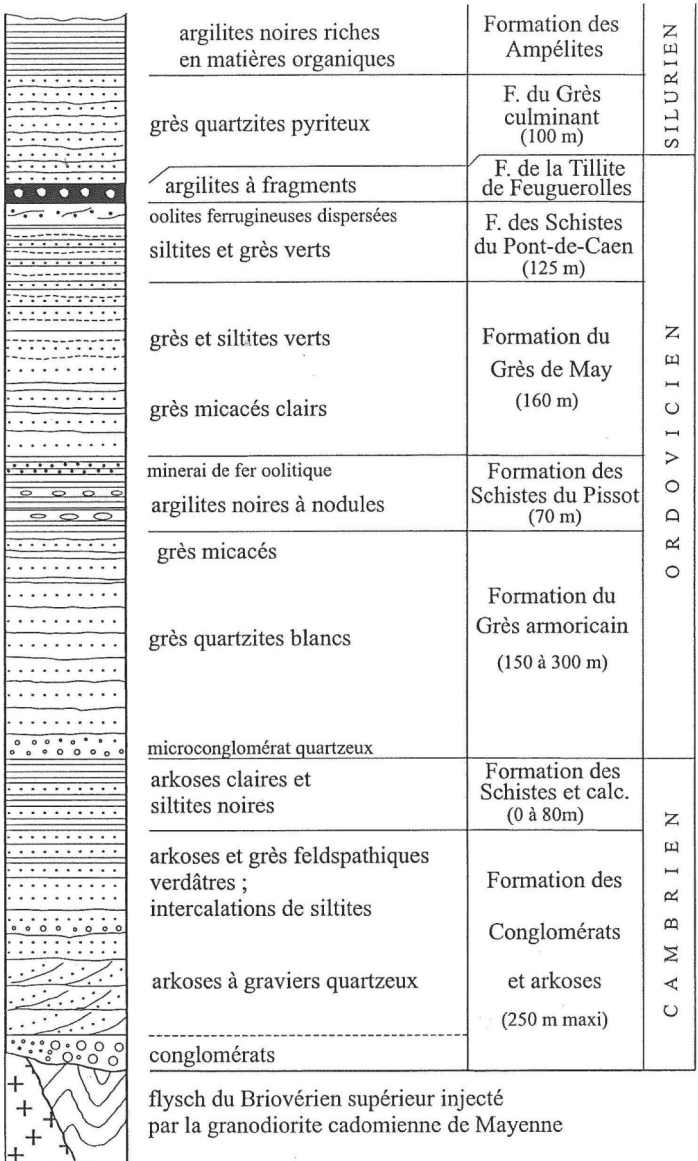 argilites noires riches
en matières organiques
Formation des
Ampélites
grès quartzites pyriteux
F. du Grès
culminant
(100 m)
SILURIEN
argilites à fragments
F. de la Tillite
de Feuguerolles
oolites ferrugineuses dispersées
siltites et grès verts
F. des Schistes
du Pont-de-Caen
(125 m)
grès et siltites verts
grès micacés clairs
Formation du
Grès de May
(160 m)
minerai de fer oolitique
argilites noires à nodules
Formation des
Schistes du Pissot
(70 m)
grès micacés
grès quartzites blancs
microconglomérat quartzeux
Formation du
Grès armoricain
(150 à 300 m)
ORDOVICIEN
arkoses claires et
siltites noires
Formation des
Schistes et calc.
(0 à 80m)
arkoses et grès feldspathiques
verdâtres ;
intercalations de siltites
arkoses à graviers quartzeux
conglomérats
Formation des
Conglomérats
et arkoses
(250 m maxi)
CAMBRIEN
flysch du Briovérien supérieur injecté
par la granodiorite cadomienne de Mayenne